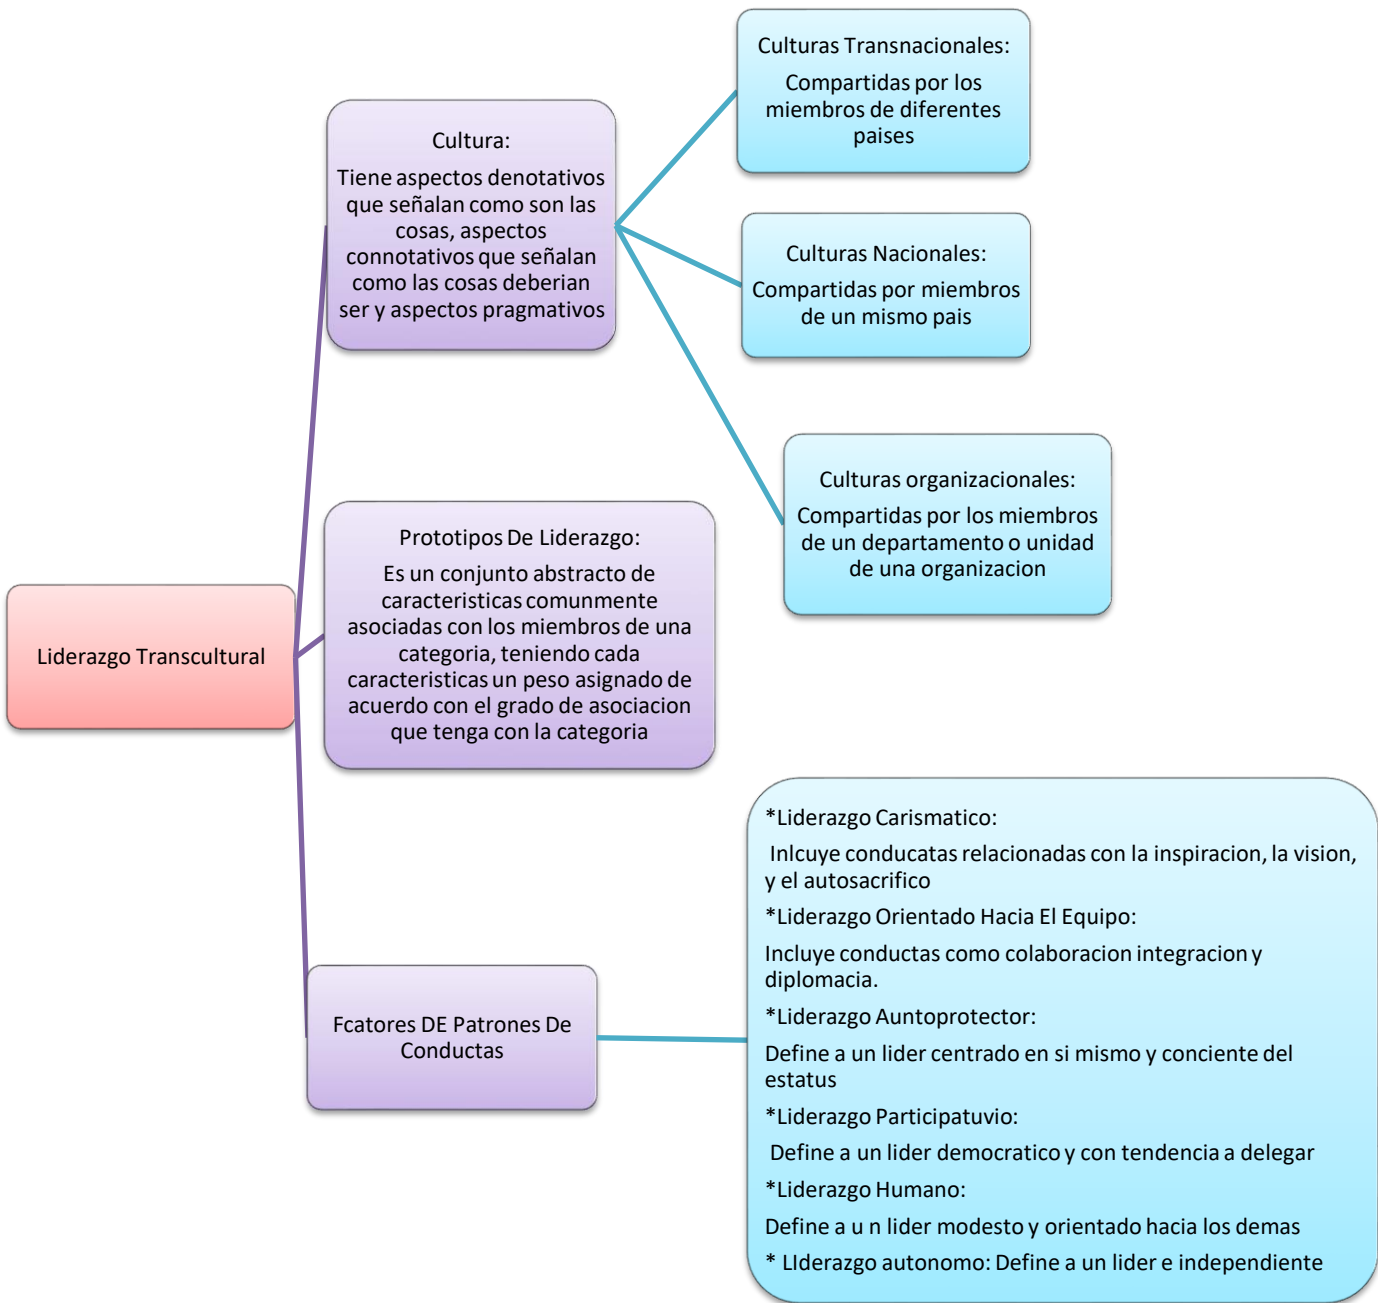 Liderazgo Transcultural
Cultura:
Tiene aspectos denotativos
que señalan como son las
cosas, aspectos
connotativos que señalan
como las cosas deberian
ser y aspectos pragmativos
Culturas Transnacionales:
Compartidas por los
miembros de diferentes
paises
Culturas Nacionales:
Compartidas por miembros
de un mismo pais
Culturas organizacionales:
Compartidas por los miembros
de un departamento o unidad
de una organizacion
Prototipos De Liderazgo:
Es un conjunto abstracto de
caracteristicas comunmente
asociadas con los miembros de una
categoria, teniendo cada
caracteristicas un peso asignado de
acuerdo con el grado de asociacion
que tenga con la categoria
Fcatores DE Patrones De
Conductas
*Liderazgo Carismatico:
Inlcuye conducatas relacionadas con la inspiracion, la vision,
y el autosacrifico
*Liderazgo Orientado Hacia El Equipo:
Incluye conductas como colaboracion integracion y
diplomacia.
*Liderazgo Auntoprotector:
Define a un lider centrado en si mismo y conciente del
estatus
*Liderazgo Participatuvio:
Define a un lider democratico y con tendencia a delegar
*Liderazgo Humano:
Define a u n lider modesto y orientado hacia los demas
* LIderazgo autonomo: Define a un lider e independiente